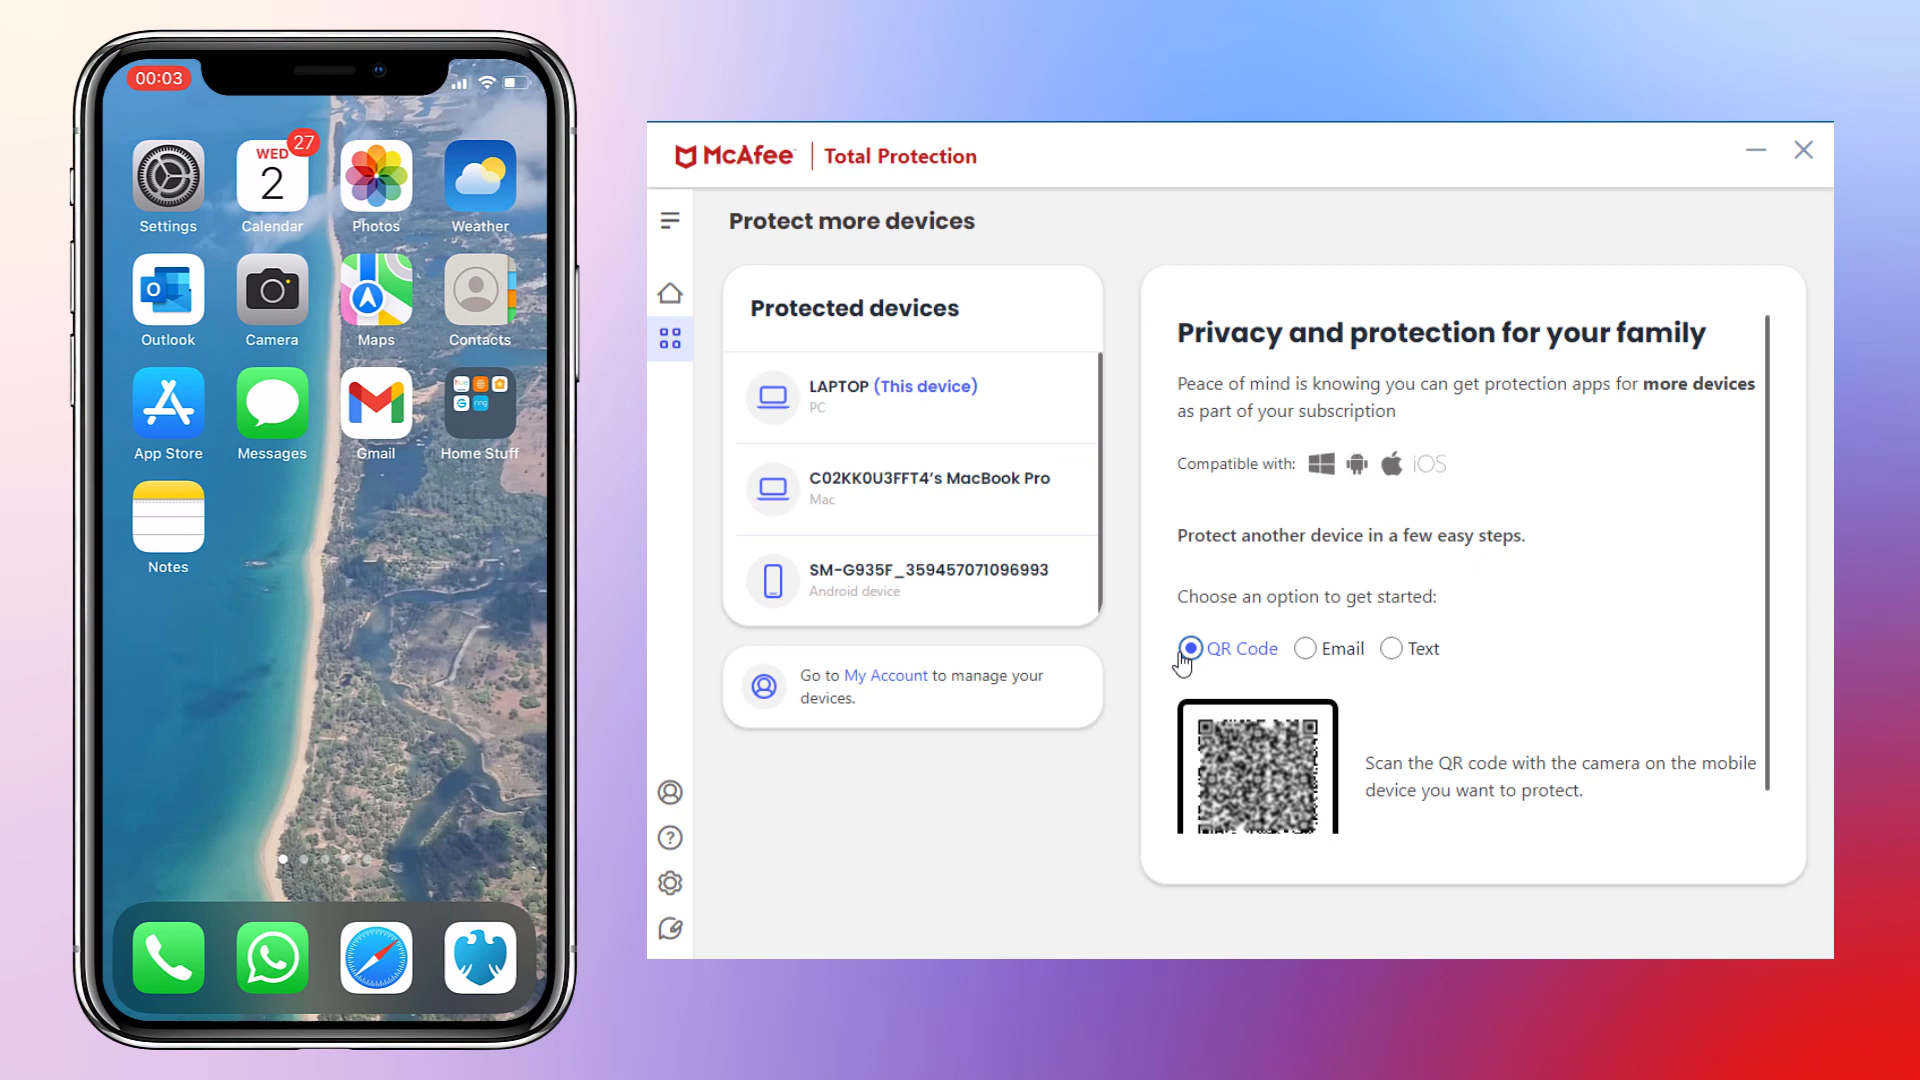 00:03
WED
2
27
Settings
Calendar
Photos
Weather
O
Outlook
Camera
Maps
Contacts
App Store
Messages
Gmail
Home Stuff
Notes
McAfee | Total Protection
Protect more devices
Protected devices
LAPTOP (This device)
PC
C02KK0U3FFT4’s MacBook Pro
Mac
SM-G935F_359457071096993
Android device
Go to My Account to manage your
devices.
Privacy and protection for your family
Peace of mind is knowing you can get protection apps for more devices
as part of your subscription
Compatible with: iOS
Protect another device in a few easy steps.
Choose an option to get started:
QR Code Email Text
Scan the QR code with the camera on the mobile
device you want to protect.